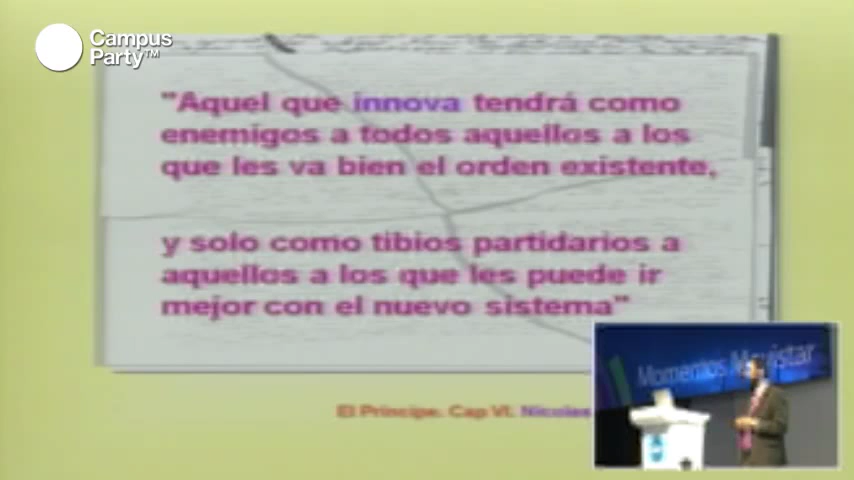 Campus
Party™
"Aquel que innova tendrá como
enemigos a todos aquellos a los
que les va bien el orden existente,
y solo como tibios partidarios a
aquellos a los que les puede ir
mejor con el nuevo sistema"
El Príncipe. Cap VI. Nicolas
Momentos Movistar